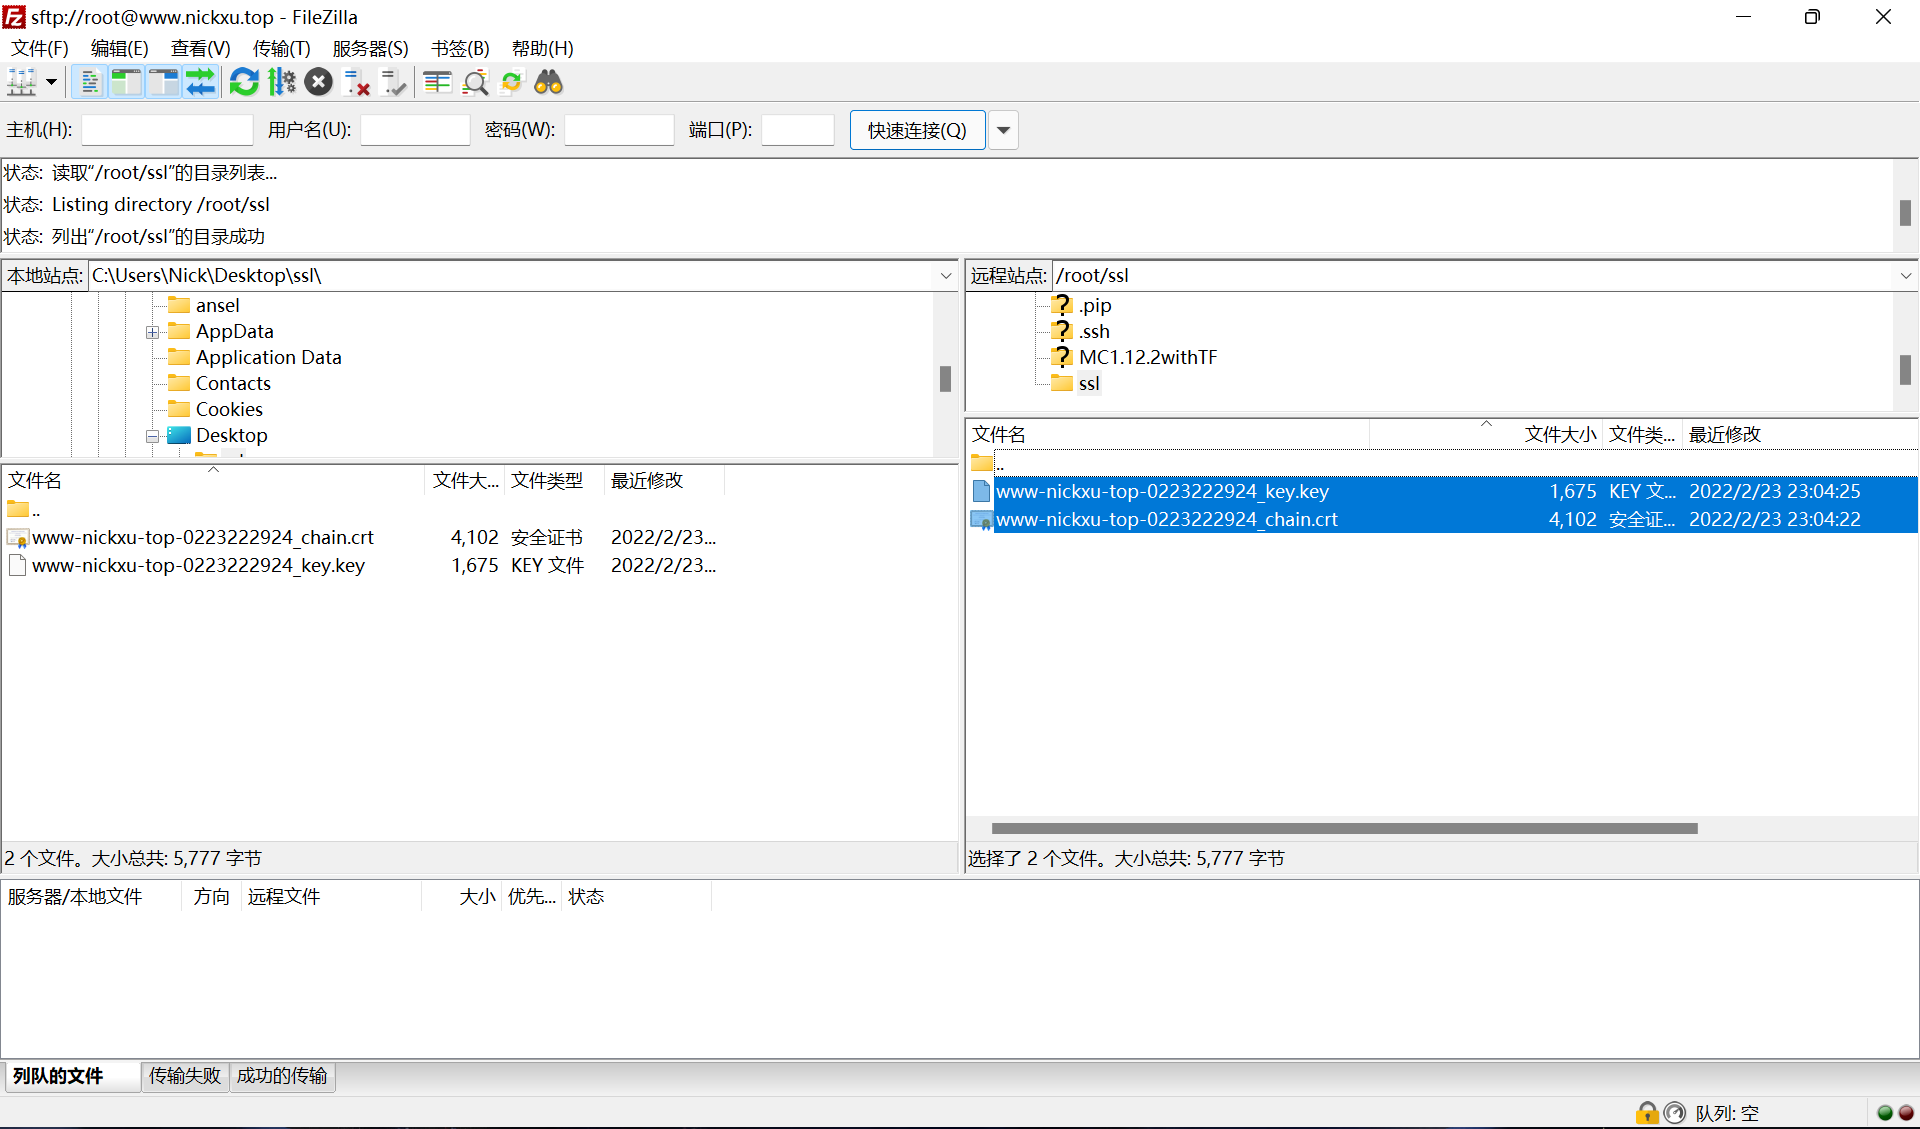 sftp://root@www.nickxu.top - FileZilla
文件(F) 编辑(E) 查看(V) 传输(T) 服务器(S) 书签(B) 帮助(H)
主机(H): 用户名(U): 密码(W): 端口(P): 快速连接(Q)
状态: 读取“/root/ssl”的目录列表...
状态: Listing directory /root/ssl
状态: 列出“/root/ssl”的目录成功
本地站点: C:\Users\Nick\Desktop\ssl\
ansel
AppData
Application Data
Contacts
Cookies
Desktop
文件名 文件大... 文件类型 最近修改
..
www-nickxu-top-0223222924_chain.crt 4,102 安全证书 2022/2/23...
www-nickxu-top-0223222924_key.key 1,675 KEY 文件 2022/2/23...
2 个文件。大小总共: 5,777 字节
远程站点: /root/ssl
.pip
.ssh
MC1.12.2withTF
ssl
文件名 文件大小 文件类... 最近修改
..
www-nickxu-top-0223222924_key.key 1,675 KEY 文... 2022/2/23 23:04:25
www-nickxu-top-0223222924_chain.crt 4,102 安全证... 2022/2/23 23:04:22
选择了 2 个文件。大小总共: 5,777 字节
服务器/本地文件 方向 远程文件 大小 优先... 状态
列队的文件 传输失败 成功的传输
队列: 空